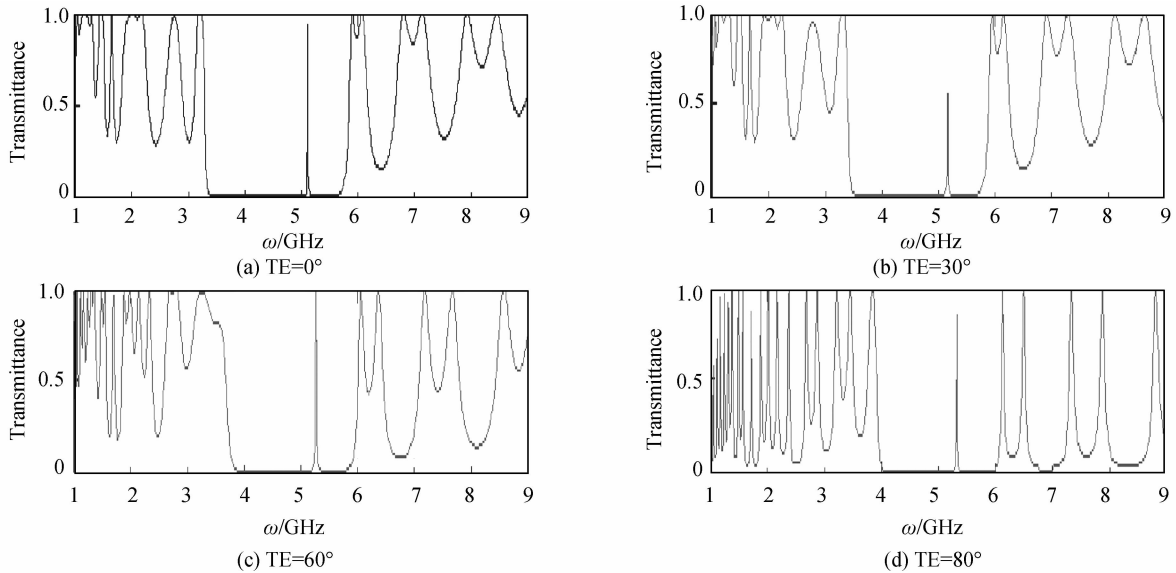 Transmittance
1.0
0.5
0
1 2 3 4 5 6 7 8 9
ω/GHz
(a) TE=0°
Transmittance
1.0
0.5
0
1 2 3 4 5 6 7 8 9
ω/GHz
(b) TE=30°
Transmittance
1.0
0.5
0
1 2 3 4 5 6 7 8 9
ω/GHz
(c) TE=60°
Transmittance
1.0
0.5
0
1 2 3 4 5 6 7 8 9
ω/GHz
(d) TE=80°